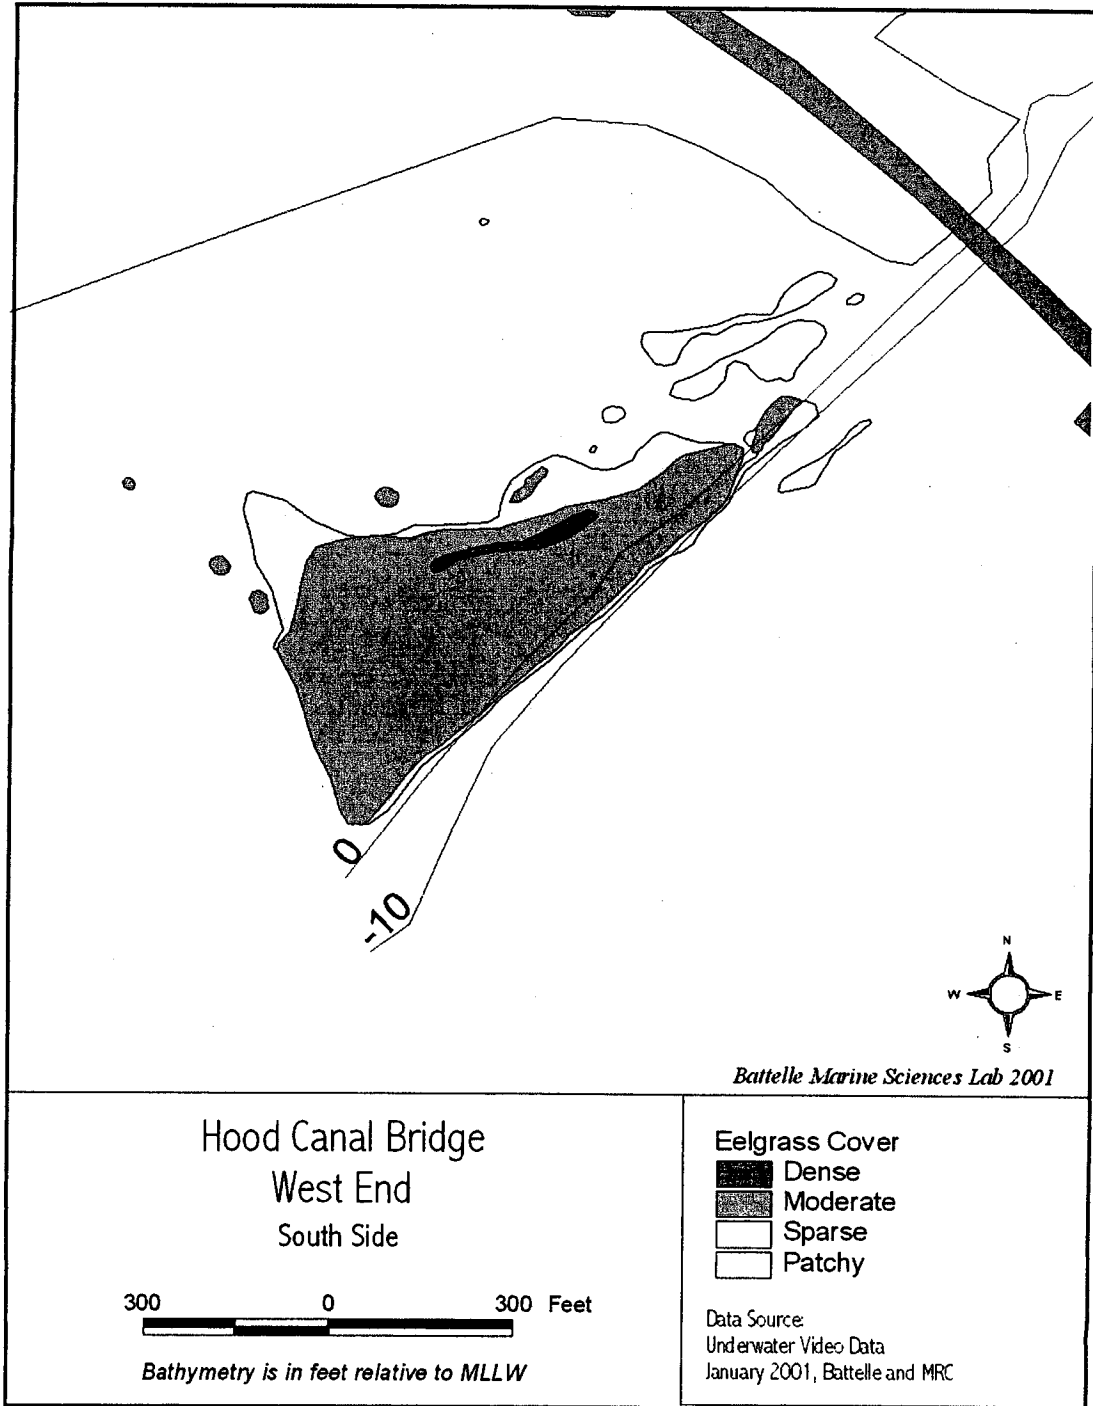 0
-10
N
W E
S
Battelle Marine Sciences Lab 2001
Hood Canal Bridge
West End
South Side
300 0 300 Feet
Bathymetry is in feet relative to MLLW
Eelgrass Cover
Dense
Moderate
Sparse
Patchy
Data Source:
Underwater Video Data
January 2001, Battelle and MRC